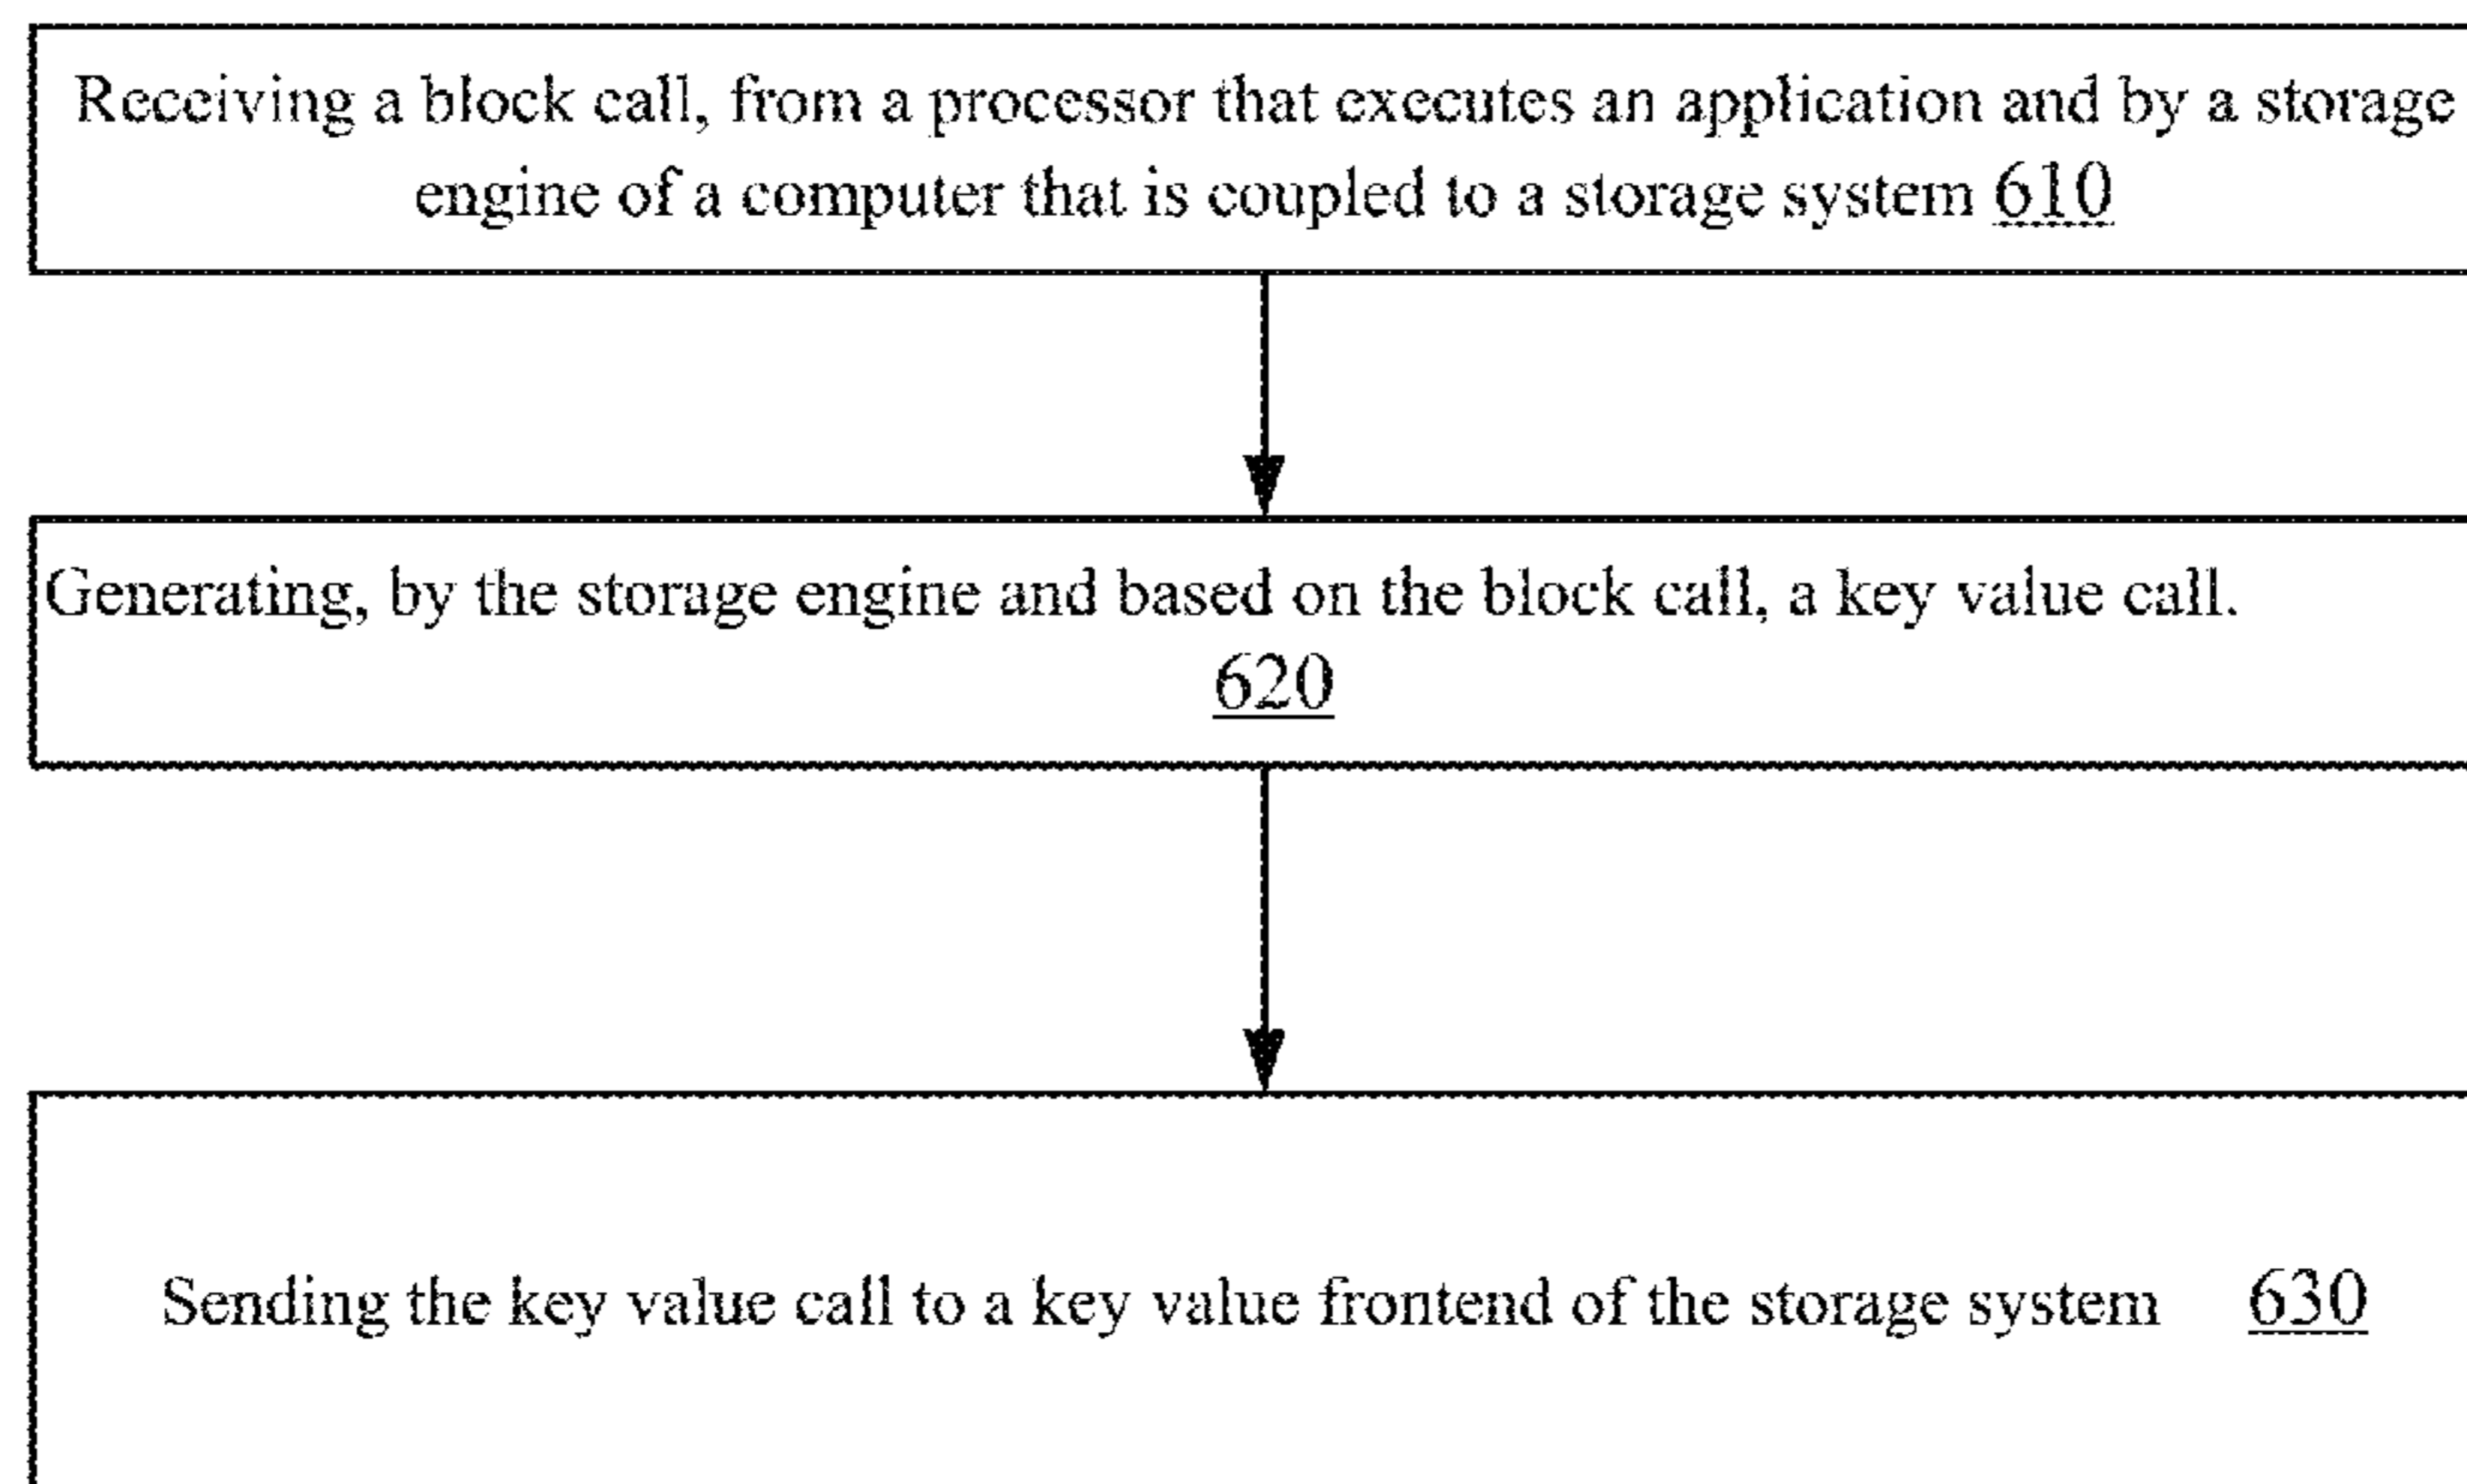 Receiving a block call, from a processor that executes an application and by a storage
engine of a computer that is coupled to a storage system 610
Generating, by the storage engine and based on the block call, a key value call.
620
Sending the key value call to a key value frontend of the storage system 630